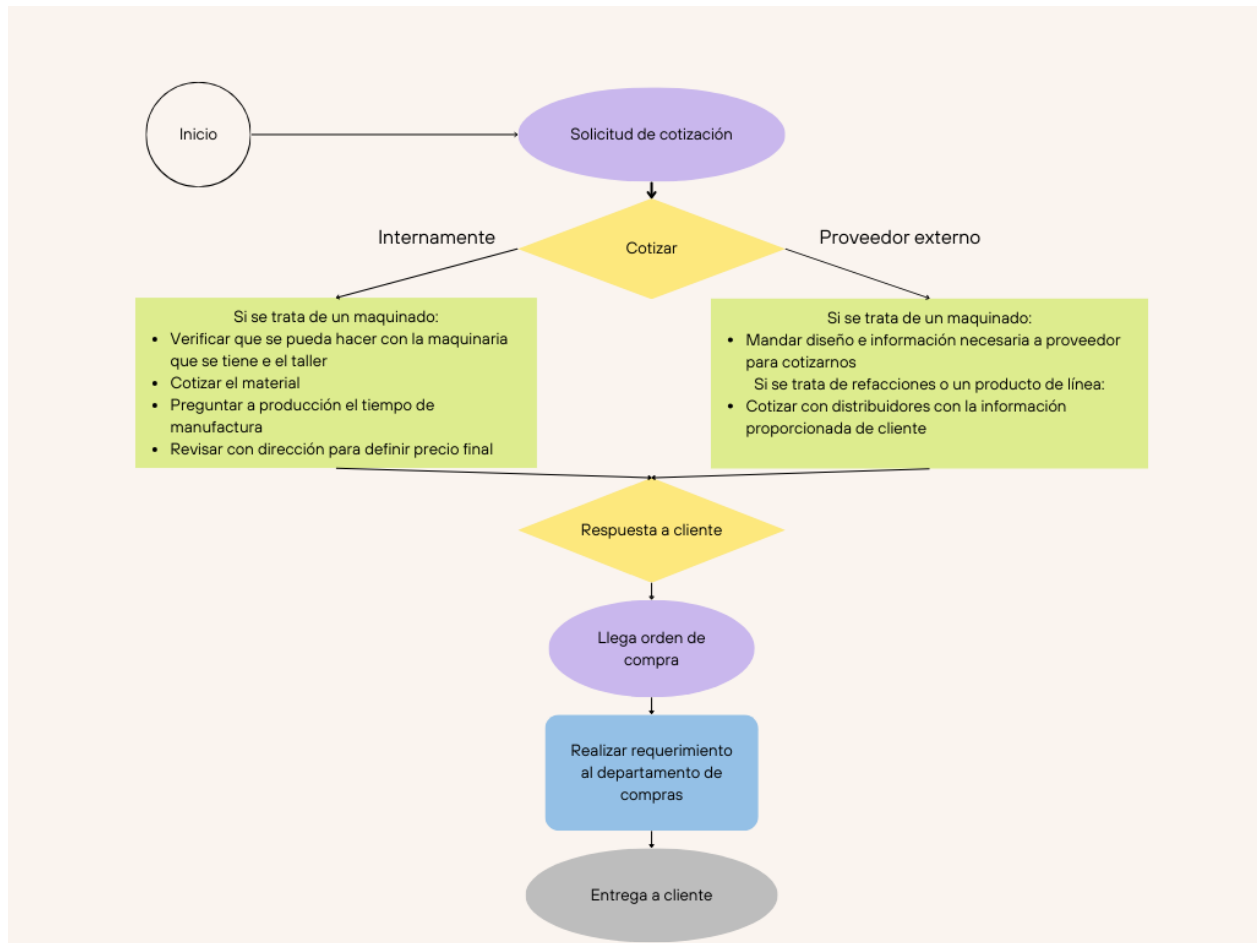 Inicio
Solicitud de cotización
Cotizar
Internamente
Proveedor externo
Si se trata de un maquinado:
• Verificar que se pueda hacer con la maquinaria
que se tiene e el taller
• Cotizar el material
• Preguntar a producción el tiempo de
manufactura
• Revisar con dirección para definir precio final
Si se trata de un maquinado:
• Mandar diseño e información necesaria a proveedor
para cotizarnos
Si se trata de refacciones o un producto de línea:
• Cotizar con distribuidores con la información
proporcionada de cliente
Respuesta a cliente
Llega orden de
compra
Realizar requerimiento
al departamento de
compras
Entrega a cliente